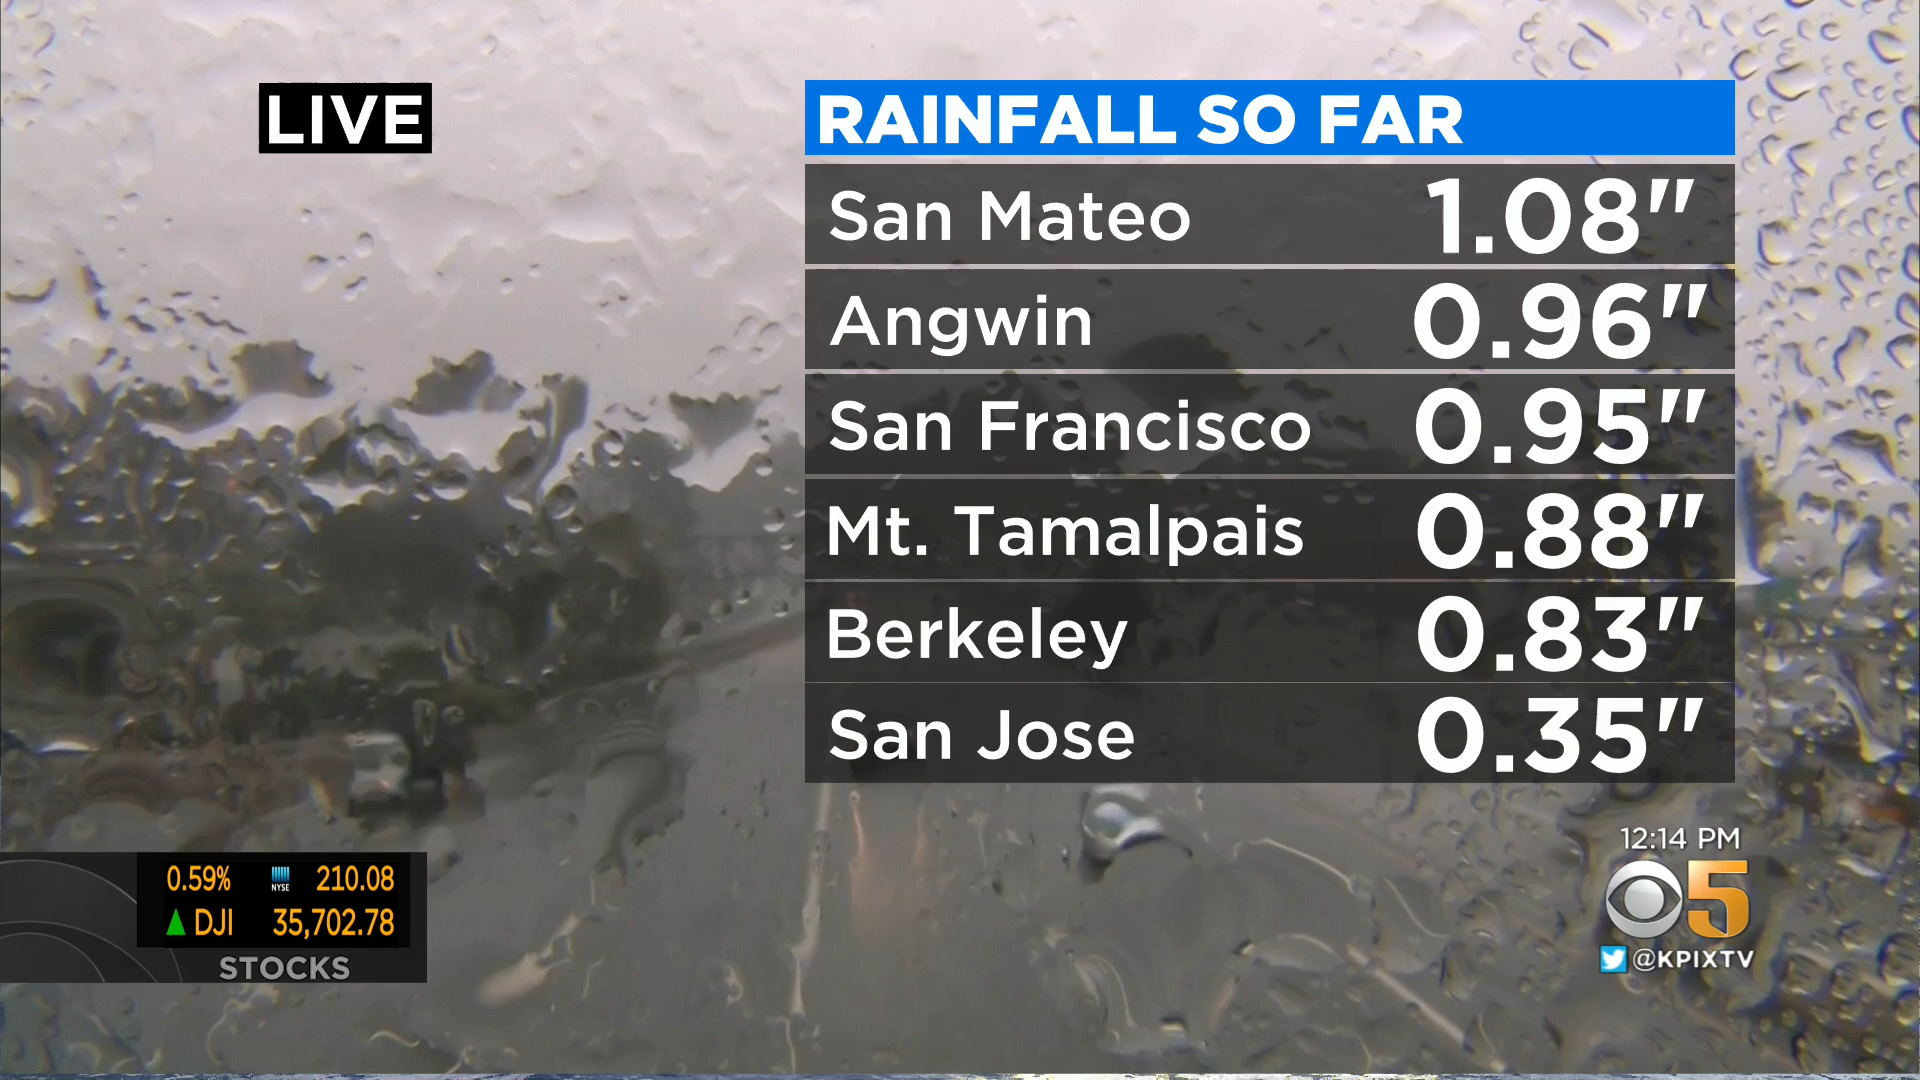 LIVE
RAINFALL SO FAR
San Mateo 1.08"
Angwin 0.96"
San Francisco 0.95"
Mt. Tamalpais 0.88"
Berkeley 0.83"
San Jose 0.35"
12:14 PM
5
@KPIXTV
0.59% NYSE 210.08
DJI 35,702.78
STOCKS